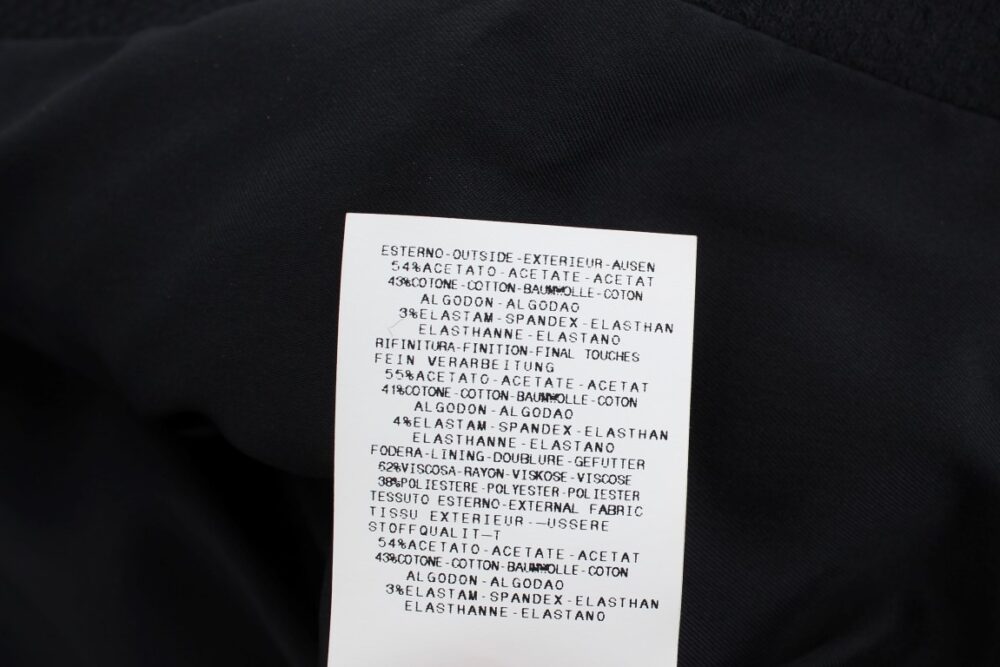 ESTERNO-OUTSIDE-EXTERIEUR-AUSEN
54%ACETATO-ACETATE-ACETAT
43%COTONE-COTTON-BAUMWOLLE-COTON
ALGODON-ALGODAO
3%ELASTAM-SPANDEX-ELASTHAN
ELASTHANNE-ELASTANO
RIFINITURA-FINITION-FINAL TOUCHES
FEIN VERARBEITUNG
55%ACETATO-ACETATE-ACETAT
41%COTONE-COTTON-BAUMWOLLE-COTON
ALGODON-ALGODAO
4%ELASTAM-SPANDEX-ELASTHAN
ELASTHANNE-ELASTANO
FODERA-LINING-DOUBLURE-GEFUTTER
62%VISCOSA-RAYON-VISKOSE-VISCOSE
38%POLIESTERE-POLYESTER-POLIESTER
TESSUTO ESTERNO-EXTERNAL FABRIC
TISSU EXTERIEUR-—USSERE
STOFFQUALIT—T
54%ACETATO-ACETATE-ACETAT
43%COTONE-COTTON-BAUMWOLLE-COTON
ALGODON-ALGODAO
3%ELASTAM-SPANDEX-ELASTHAN
ELASTHANNE-ELASTANO